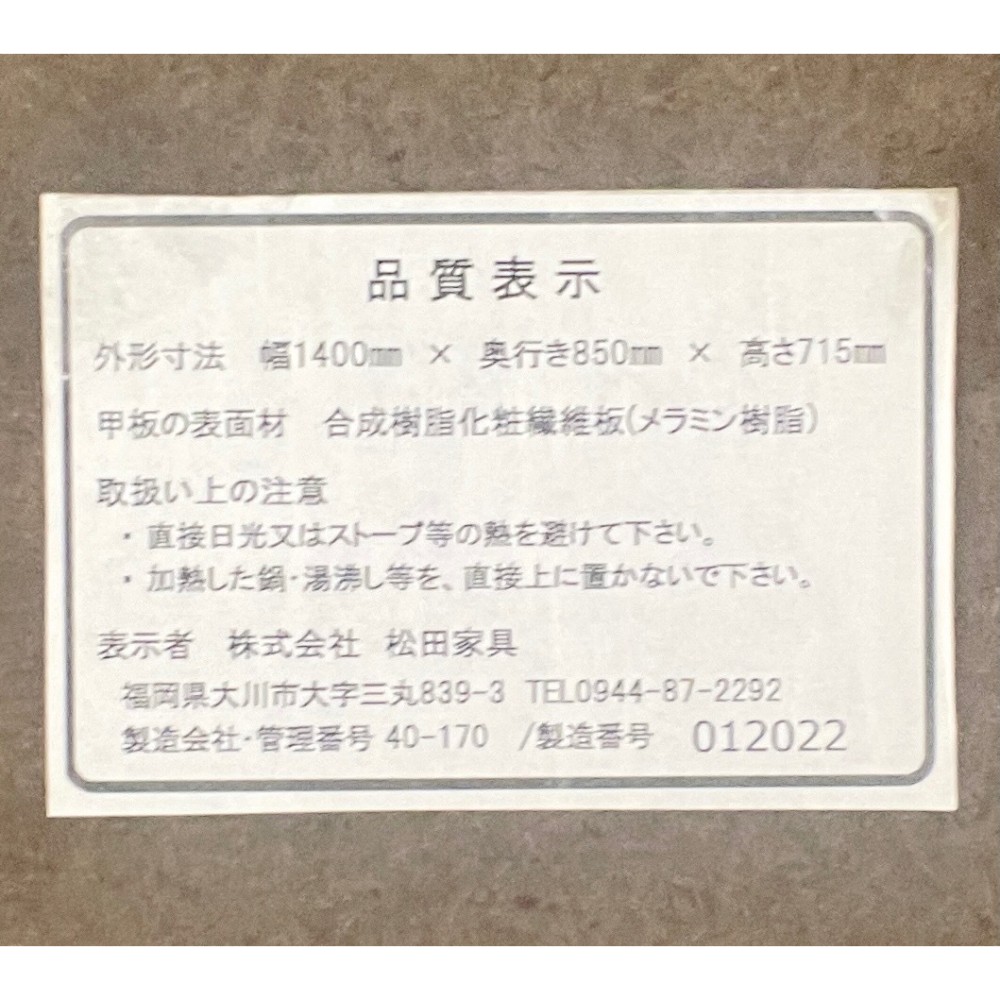 品質表示
外形寸法　幅1400㎜　×　奥行き850㎜　×　高さ715㎜
甲板の表面材　合成樹脂化粧繊維板(メラミン樹脂)
取扱い上の注意
・直接日光又はストーブ等の熱を避けて下さい。
・加熱した鍋・湯沸し等を、直接上に置かないで下さい。
表示者　株式会社　松田家具
福岡県大川市大字三丸839-3　TEL0944-87-2292
製造会社・管理番号 40-170　/製造番号　012022